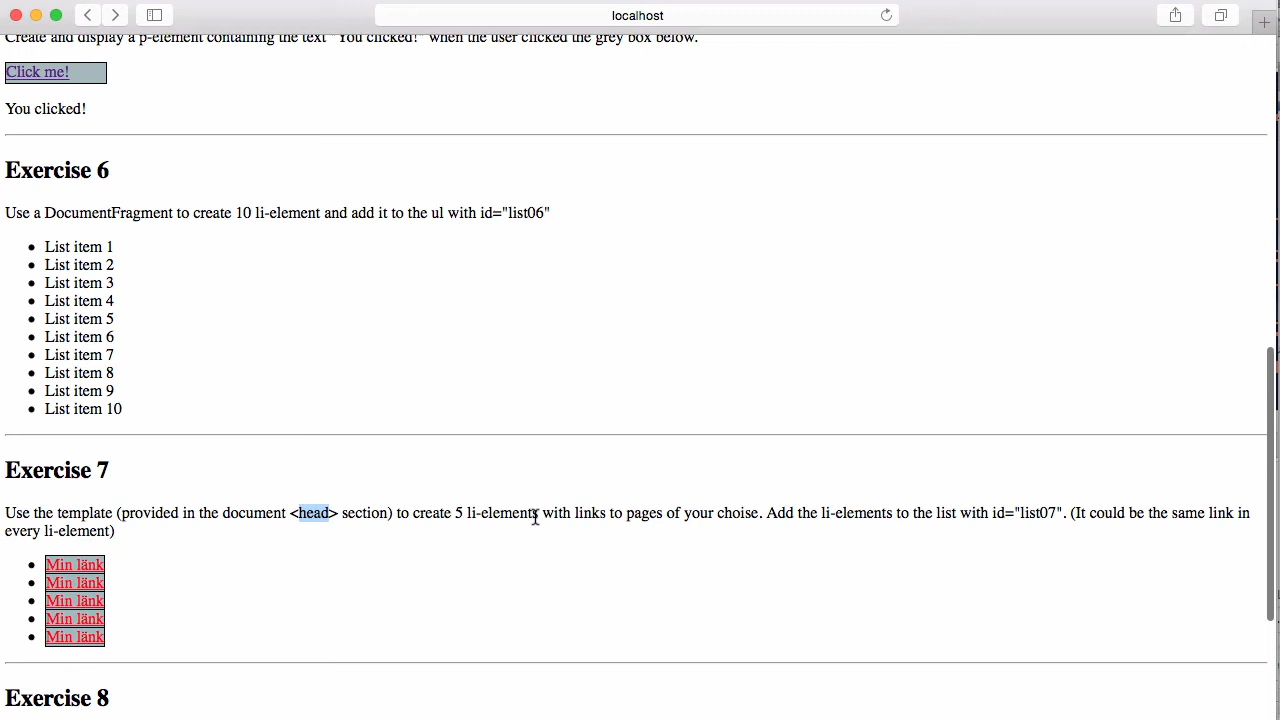 localhost
Create and display a p-element containing the text "You clicked!" when the user clicked the grey box below.
Click me!
You clicked!
Exercise 6
Use a DocumentFragment to create 10 li-element and add it to the ul with id="list06"
List item 1
List item 2
List item 3
List item 4
List item 5
List item 6
List item 7
List item 8
List item 9
List item 10
Exercise 7
Use the template (provided in the document <head> section) to create 5 li-elements with links to pages of your choise. Add the li-elements to the list with id="list07". (It could be the same link in
every li-element)
Min länk
Min länk
Min länk
Min länk
Min länk
Exercise 8